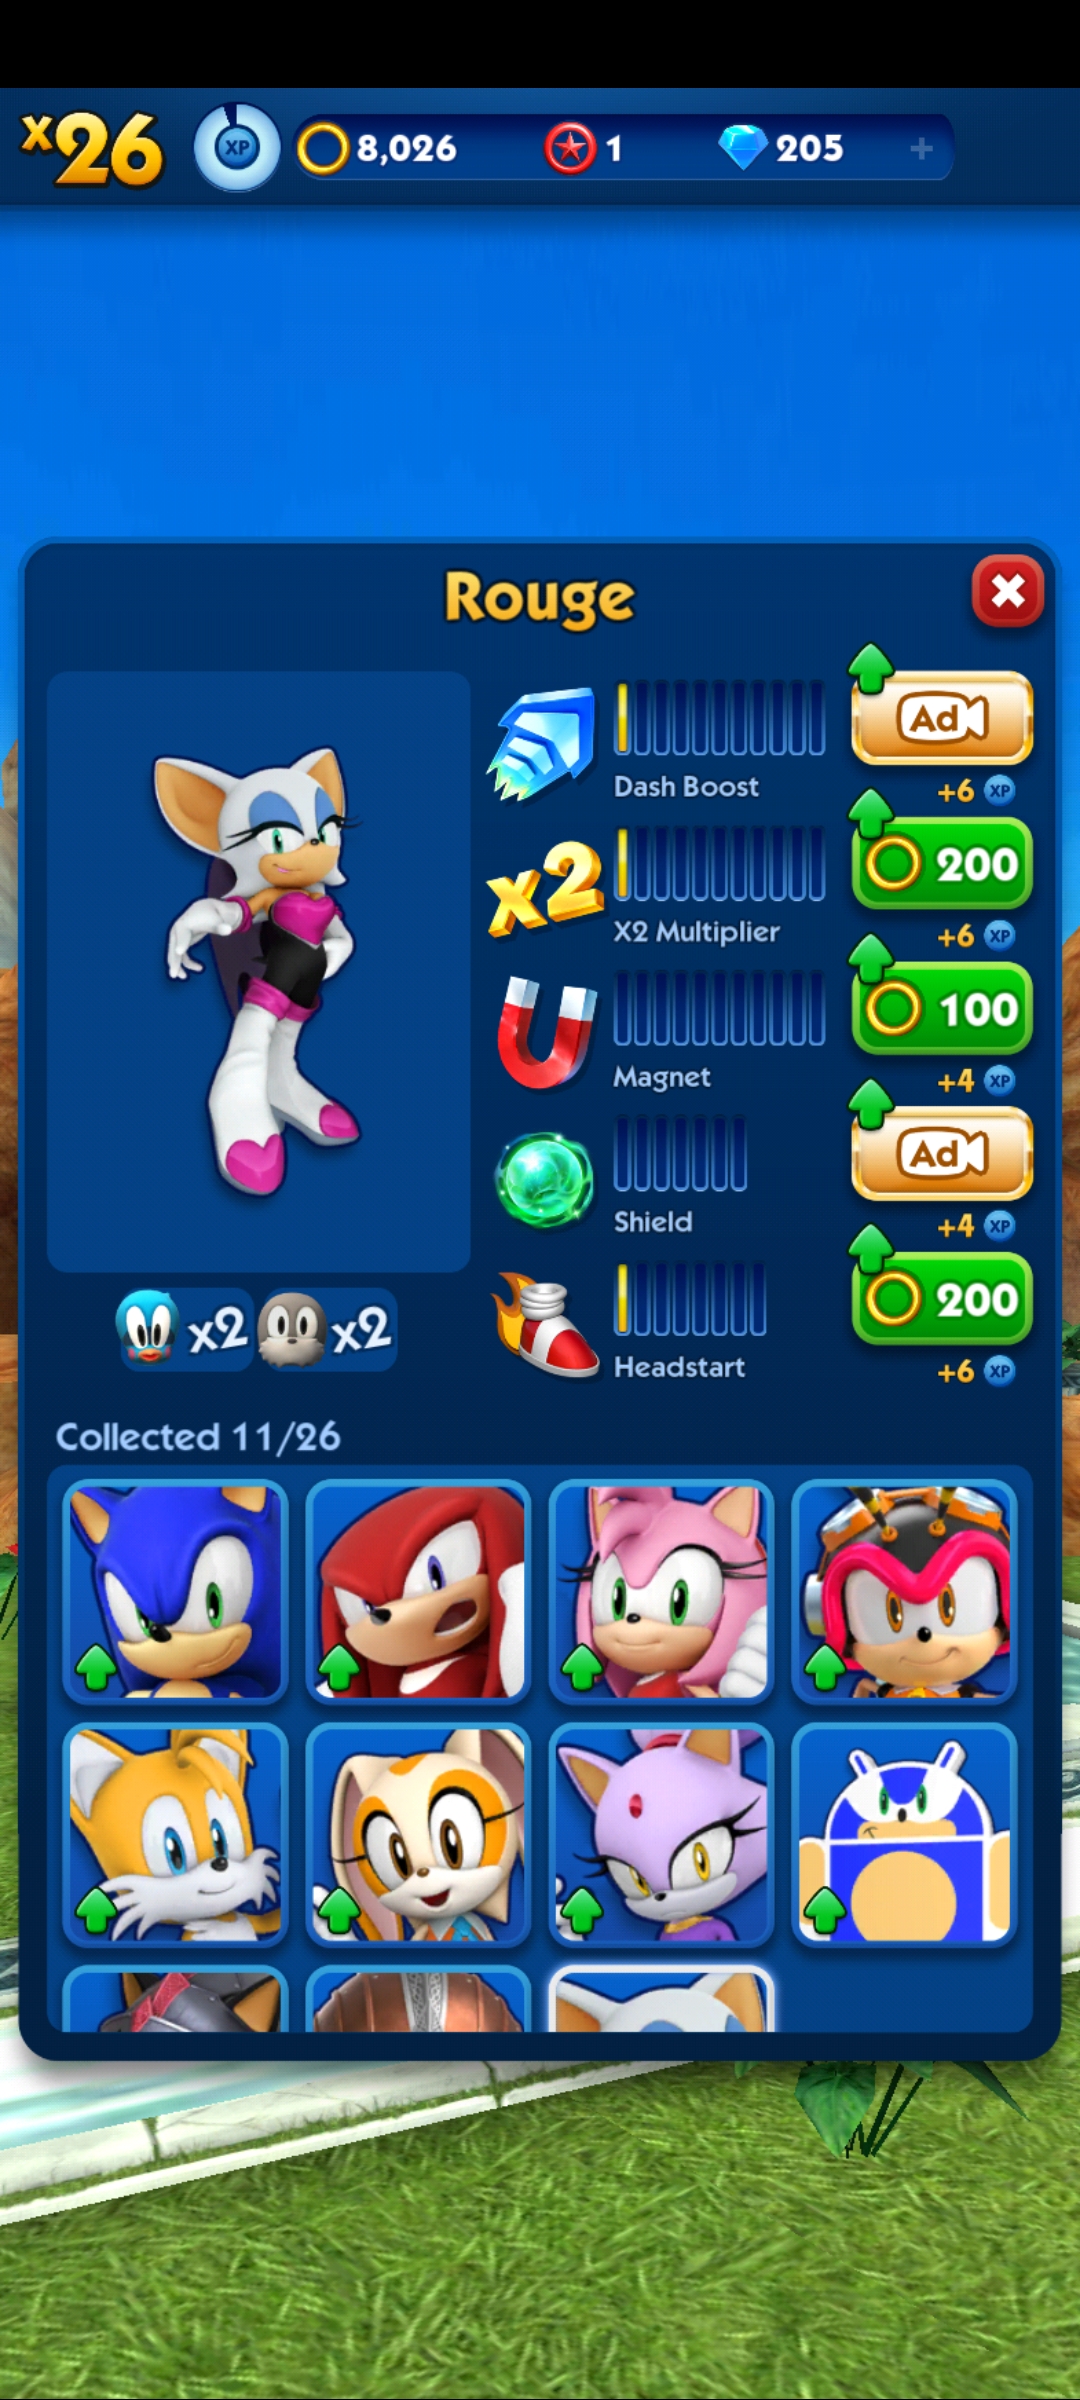 x26
XP
8,026
1
205
+
Rouge
Ad
Dash Boost
+6 XP
x2
200
X2 Multiplier
+6 XP
100
Magnet
+4 XP
Ad
Shield
+4 XP
200
Headstart
+6 XP
x2 x2
Collected 11/26